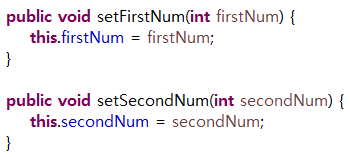 public void setFirstNum(int firstNum) {
this.firstNum = firstNum;
}
public void setSecondNum(int secondNum) {
this.secondNum = secondNum;
}